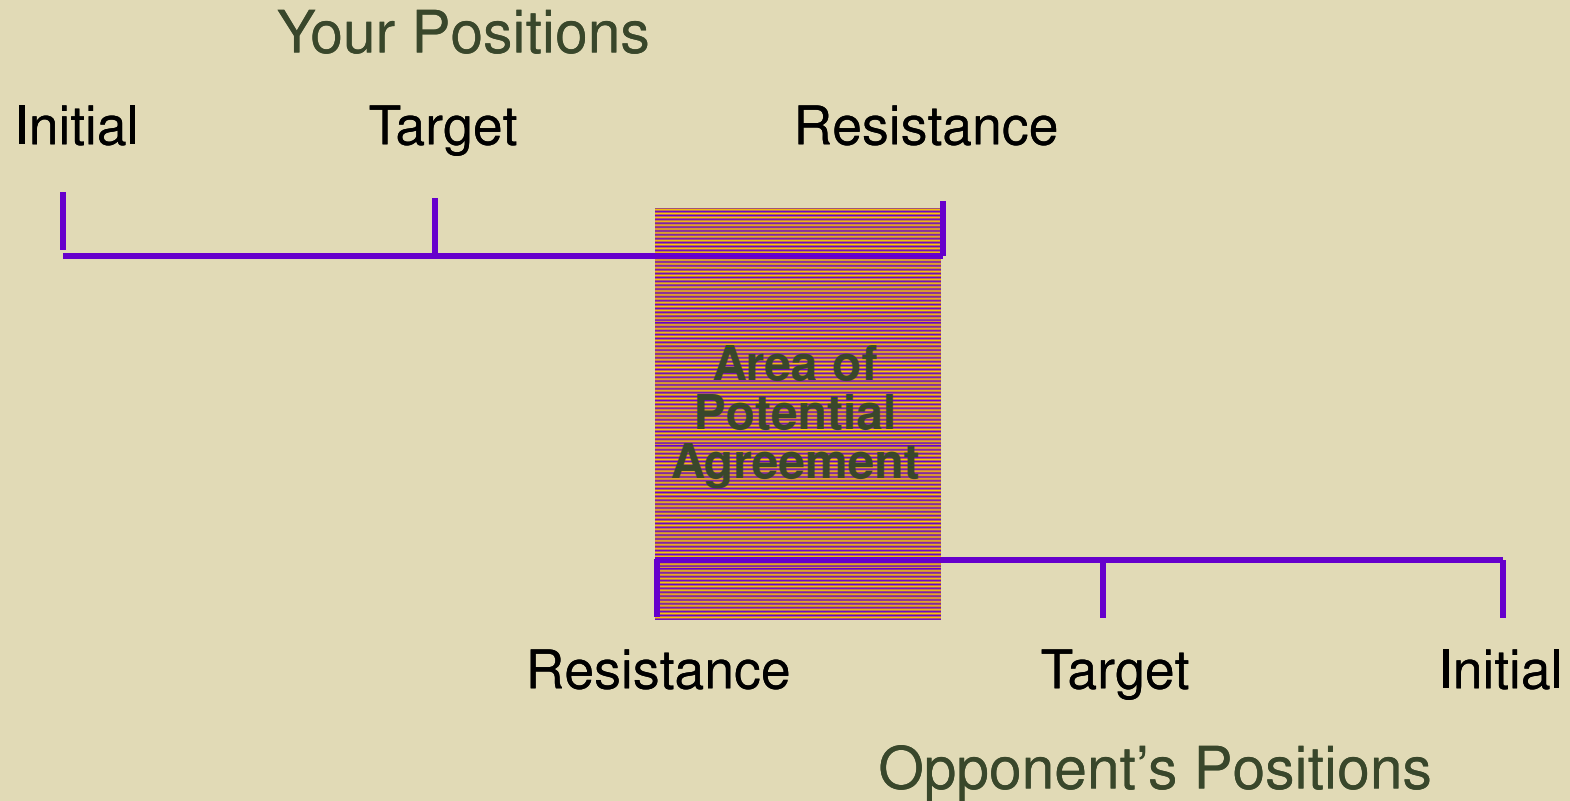 Your Positions
Initial Target Resistance
Area of
Potential
Agreement
Resistance Target Initial
Opponent’s Positions